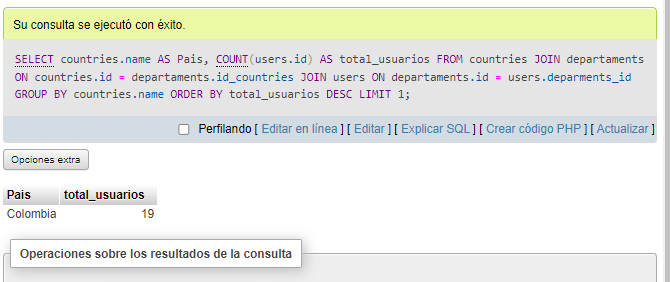 Su consulta se ejecutó con éxito.
SELECT countries.name AS Pais, COUNT(users.id) AS total_usuarios FROM countries JOIN departaments
ON countries.id = departaments.id_countries JOIN users ON departaments.id = users.deparments_id
GROUP BY countries.name ORDER BY total_usuarios DESC LIMIT 1;
Perfilando [ Editar en línea ] [ Editar ] [ Explicar SQL ] [ Crear código PHP ] [ Actualizar ]
Opciones extra
Pais total_usuarios
Colombia 19
Operaciones sobre los resultados de la consulta